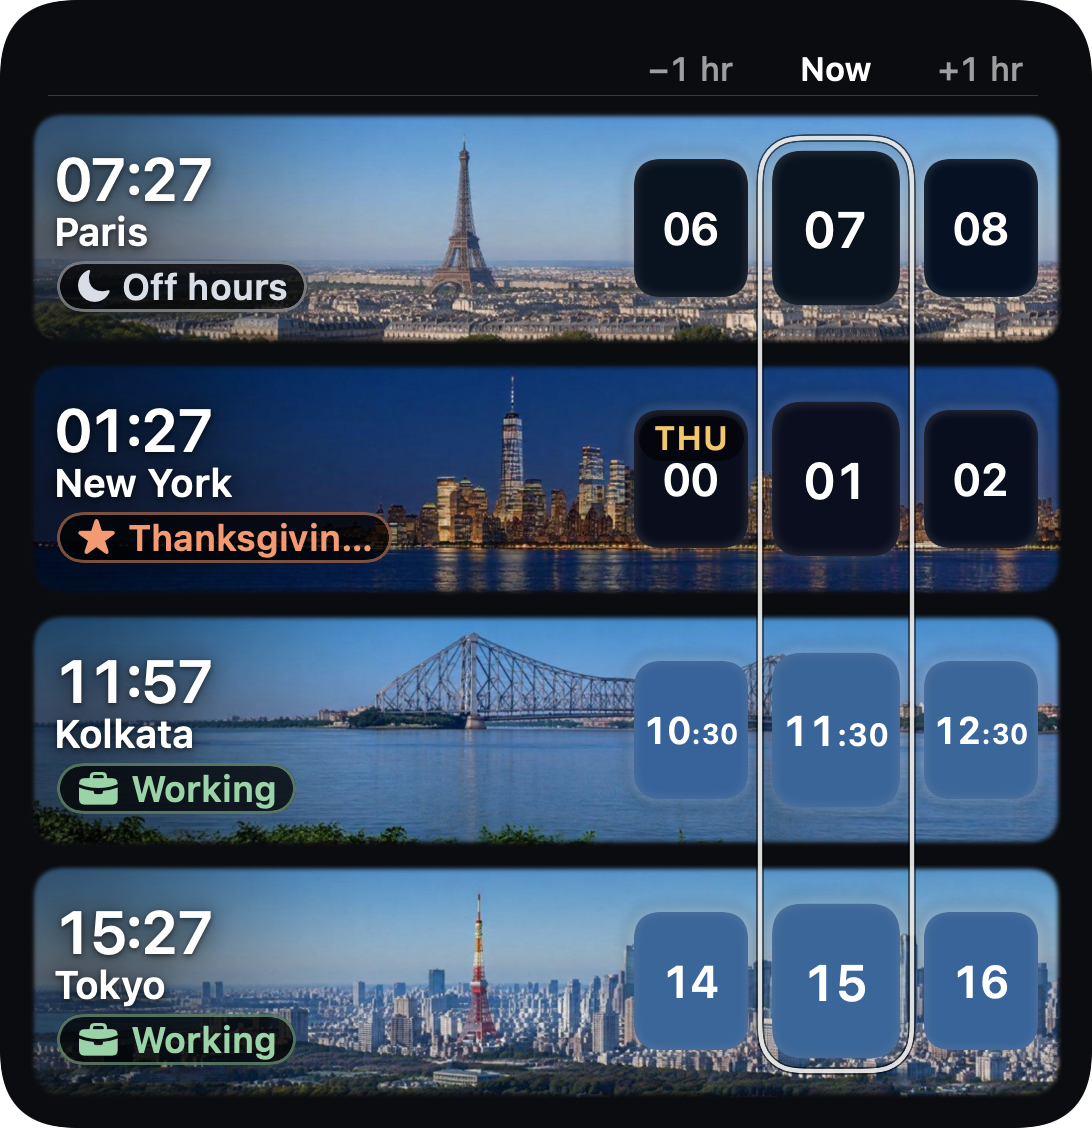 −1 hr Now +1 hr
07:27
Paris
Off hours
06 07 08
01:27
New York
Thanksgivin...
THU
00 01 02
11:57
Kolkata
Working
10:30 11:30 12:30
15:27
Tokyo
Working
14 15 16